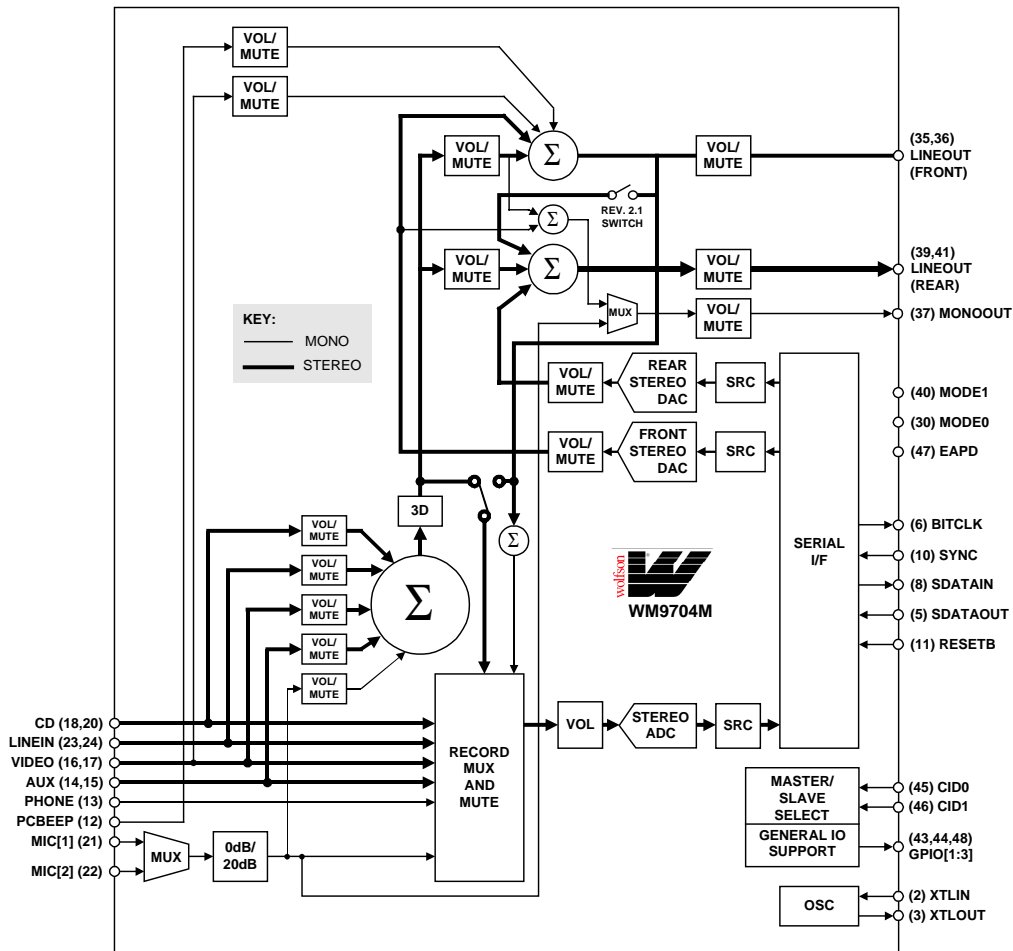 VOL/
MUTE
VOL/
MUTE
VOL/
MUTE
Σ
VOL/
MUTE
(35,36)
LINEOUT
(FRONT)
REV. 2.1
SWITCH
Σ
VOL/
MUTE
Σ
VOL/
MUTE
(39,41)
LINEOUT
(REAR)
MUX
VOL/
MUTE
(37) MONOOUT
KEY:
MONO
STEREO
VOL/
MUTE
REAR
STEREO
DAC
SRC
(40) MODE1
(30) MODE0
VOL/
MUTE
FRONT
STEREO
DAC
SRC
(47) EAPD
3D
VOL/
MUTE
VOL/
MUTE
VOL/
MUTE
VOL/
MUTE
VOL/
MUTE
Σ
Σ
wolfson
WM9704M
SERIAL
I/F
(6) BITCLK
(10) SYNC
(8) SDATAIN
(5) SDATAOUT
(11) RESETB
CD (18,20)
LINEIN (23,24)
VIDEO (16,17)
AUX (14,15)
PHONE (13)
PCBEEP (12)
MIC[1] (21)
MIC[2] (22)
MUX
0dB/
20dB
RECORD
MUX
AND
MUTE
VOL
STEREO
ADC
SRC
MASTER/
SLAVE
SELECT
(45) CID0
(46) CID1
GENERAL IO
SUPPORT
(43,44,48)
GPIO[1:3]
OSC
(2) XTLIN
(3) XTLOUT